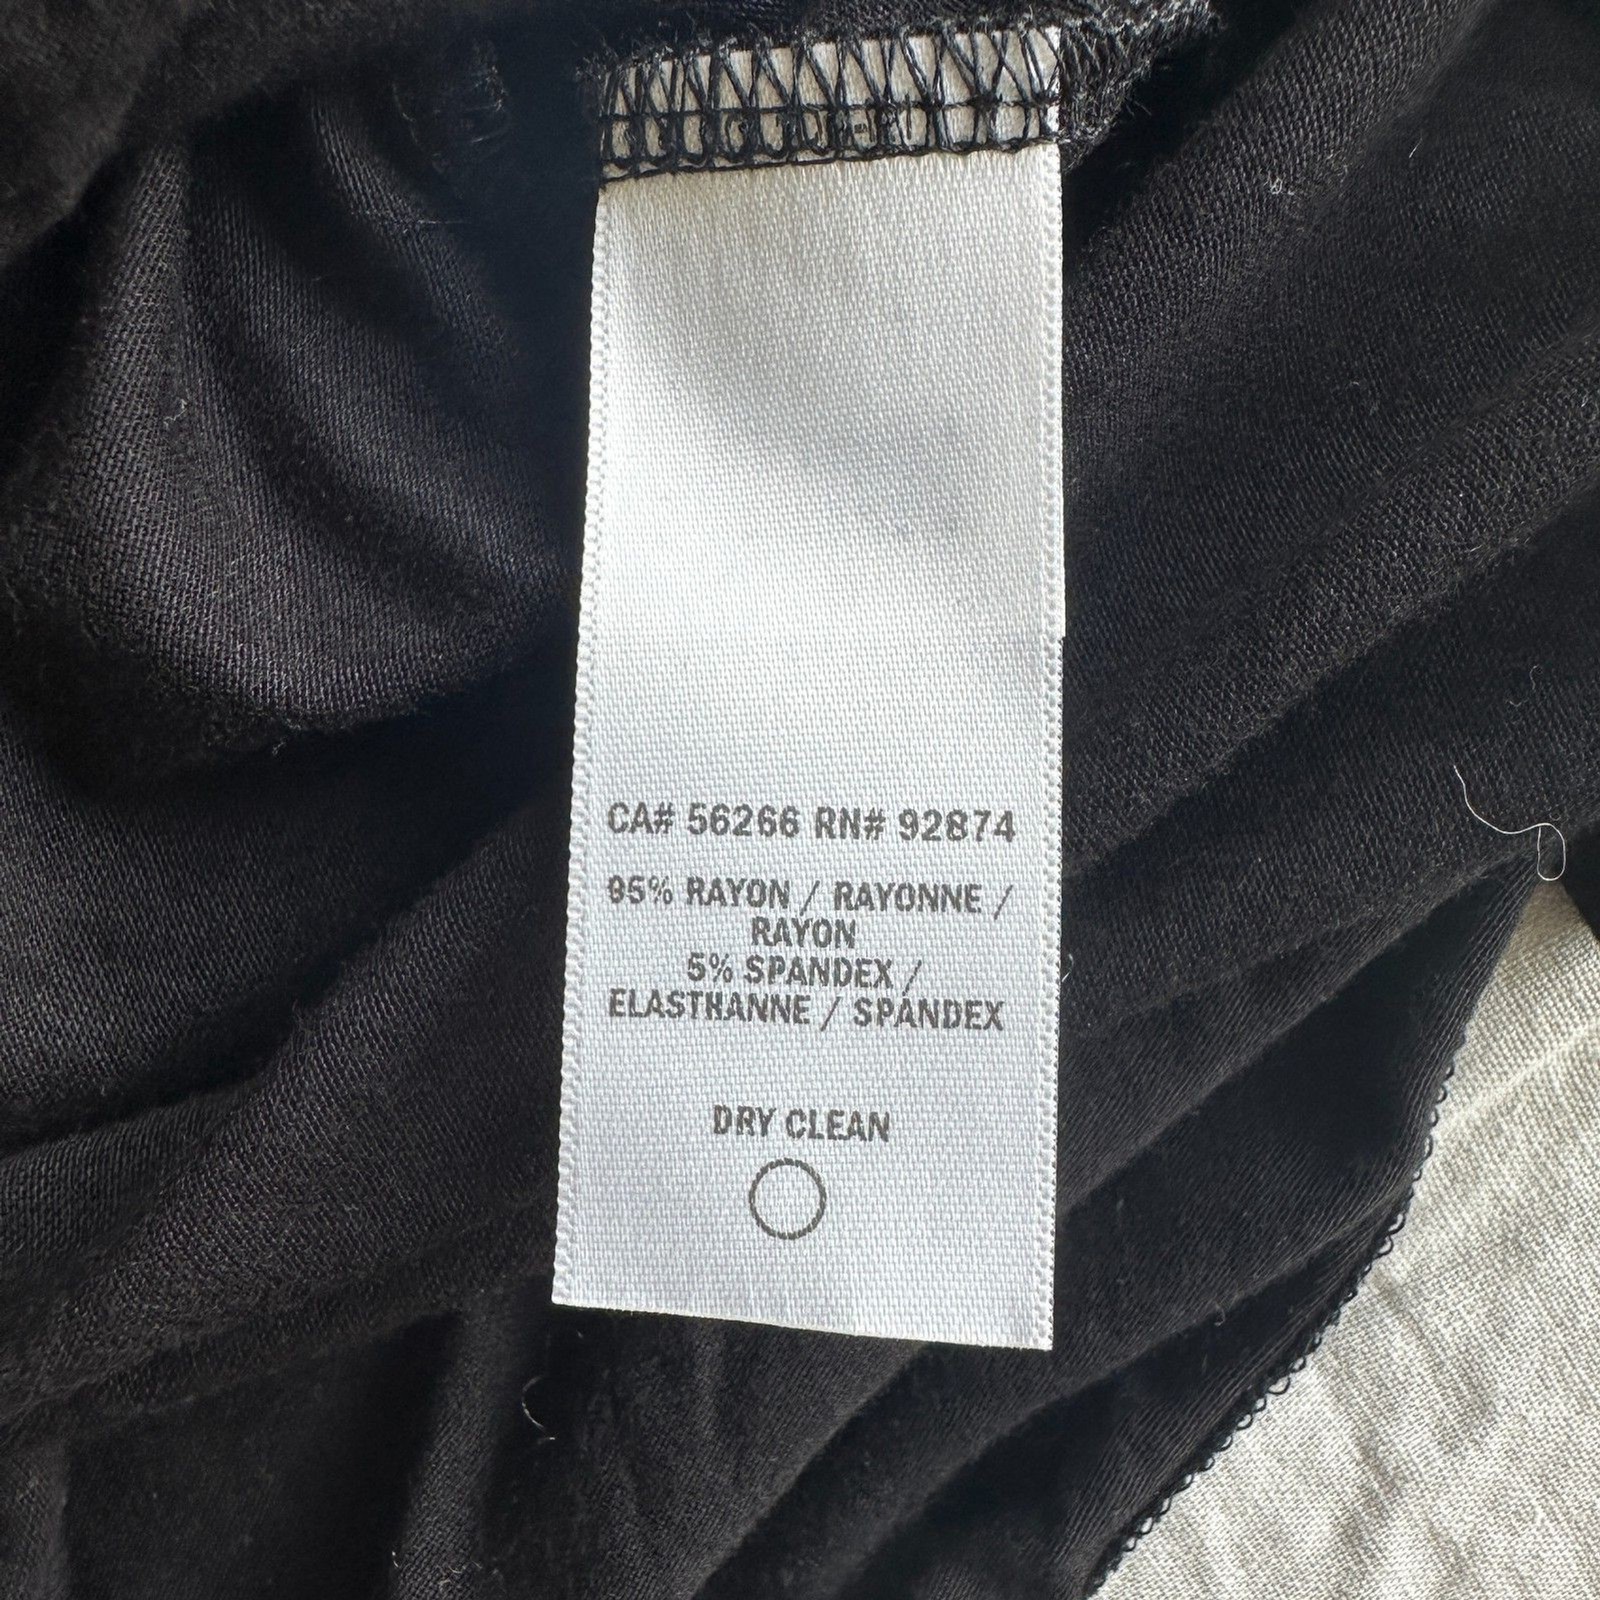 CA# 56266 RN# 92874
95% RAYON / RAYONNE /
RAYON
5% SPANDEX /
ELASTHANNE / SPANDEX
DRY CLEAN